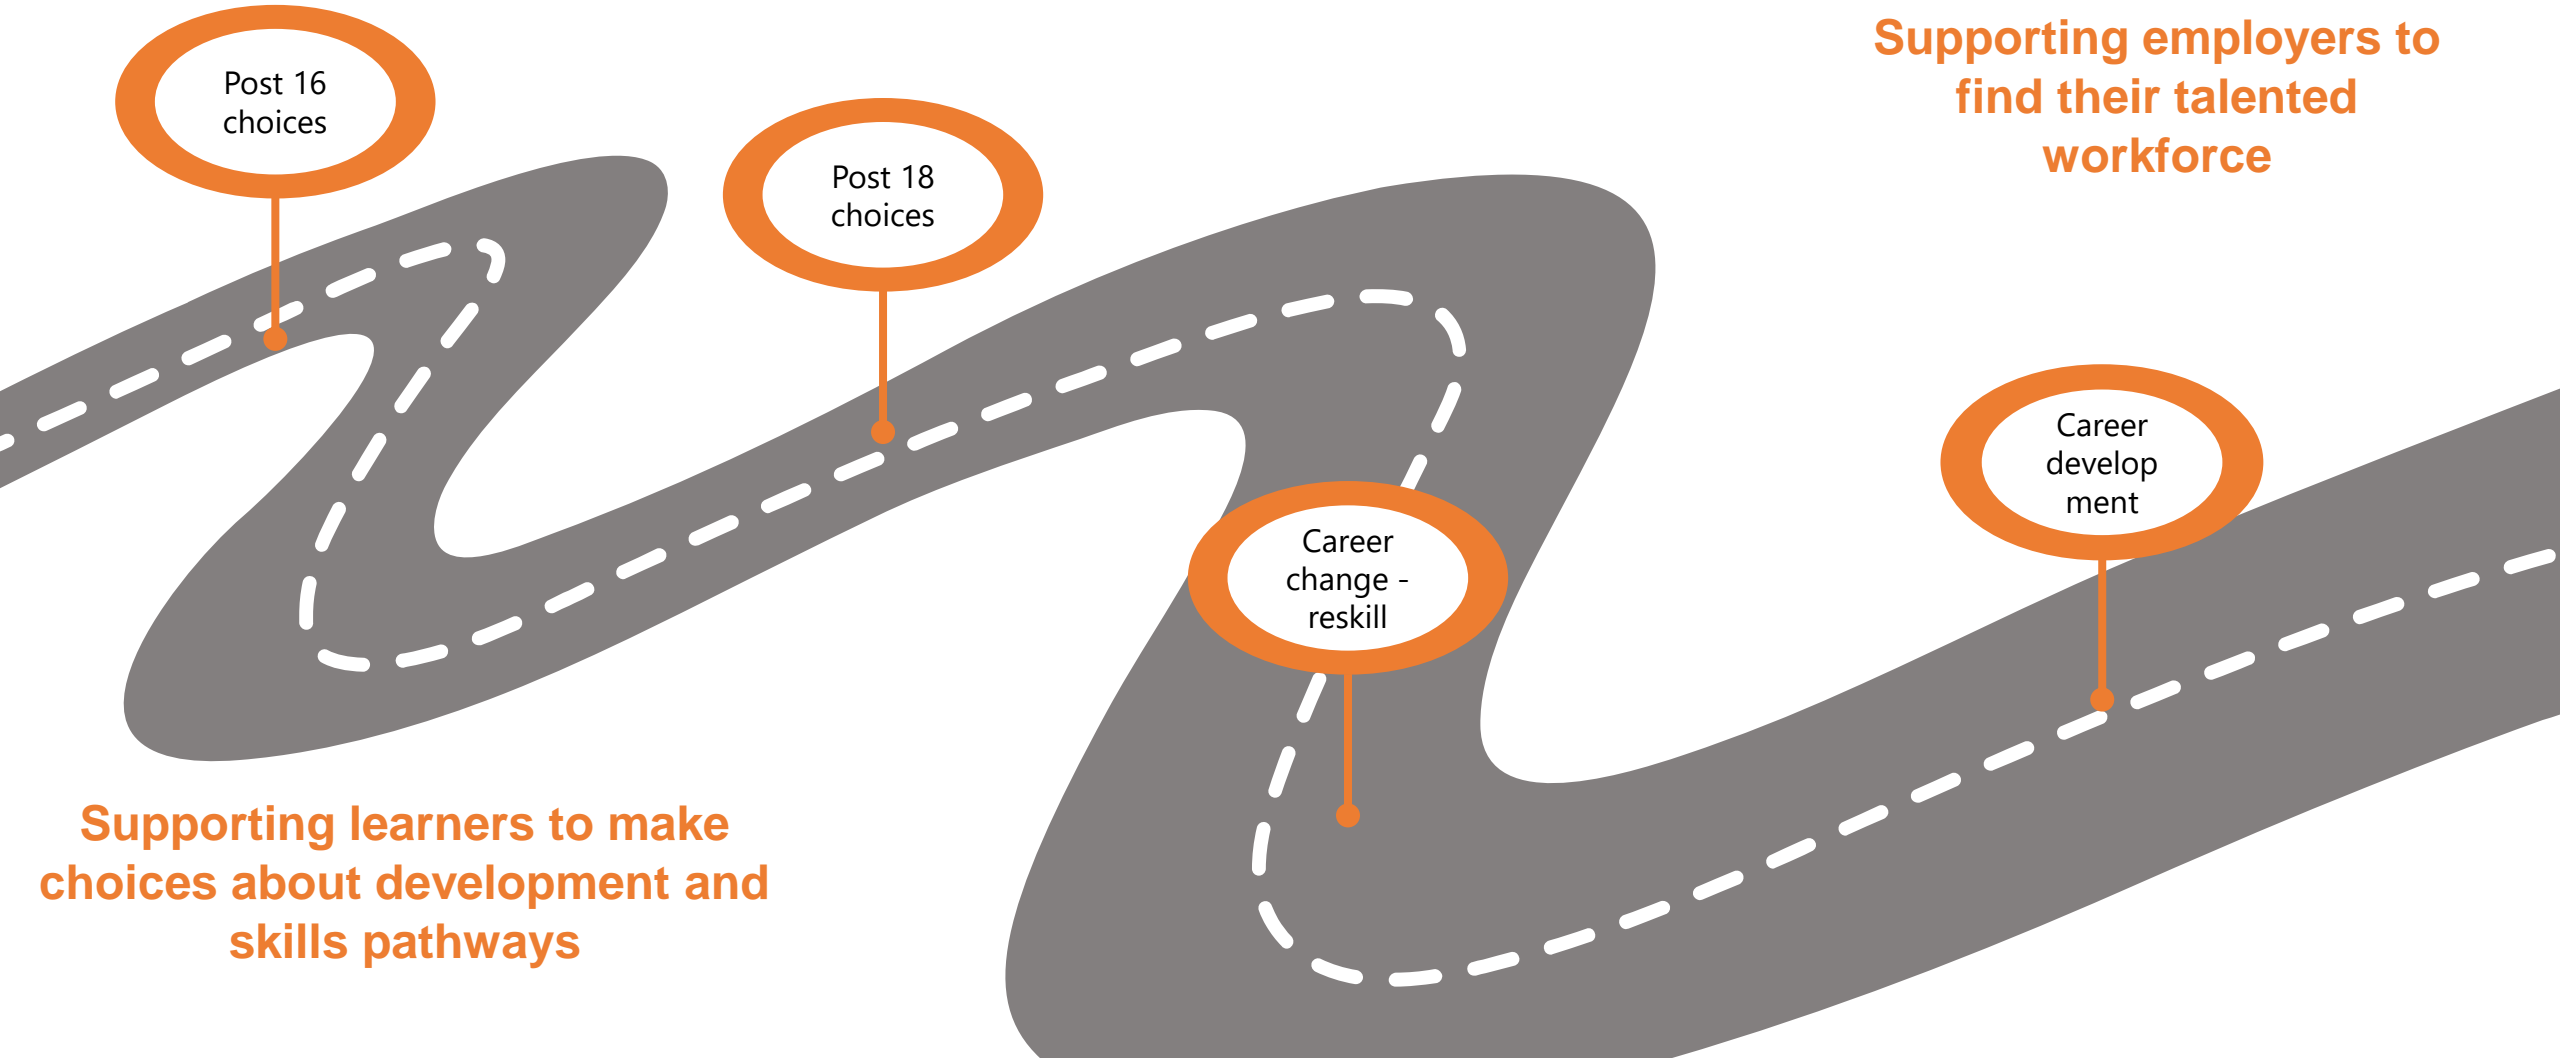 Post 16
choices
Post 18
choices
Supporting employers to
find their talented
workforce
Career
change -
reskill
Career
develop
ment
Supporting learners to make
choices about development and
skills pathways